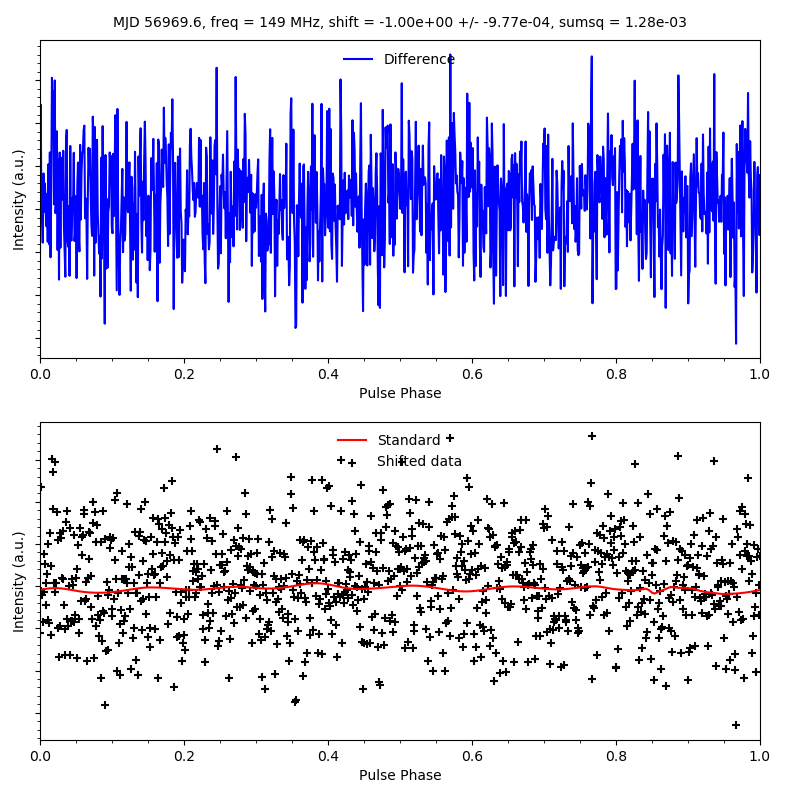 MJD 56969.6, freq = 149 MHz, shift = -1.00e+00 +/- -9.77e-04, sumsq = 1.28e-03
Difference
Intensity (a.u.)
0.0 0.2 0.4 0.6 0.8 1.0
Pulse Phase
Standard
Shifted data
Intensity (a.u.)
0.0 0.2 0.4 0.6 0.8 1.0
Pulse Phase